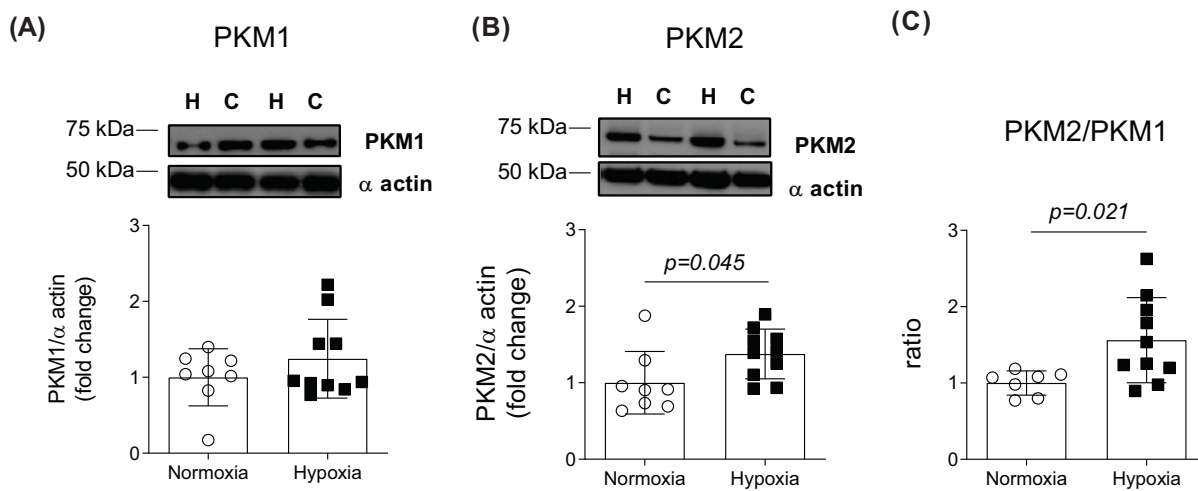 (A)
PKM1
H C H C
75 kDa
PKM1
50 kDa
α actin
PKM1/α actin
(fold change)
3
2
1
0
Normoxia Hypoxia
(B)
PKM2
H C H C
75 kDa
PKM2
50 kDa
α actin
PKM2/α actin
(fold change)
3
2
1
0
p=0.045
Normoxia Hypoxia
(C)
PKM2/PKM1
p=0.021
ratio
3
2
1
0
Normoxia Hypoxia